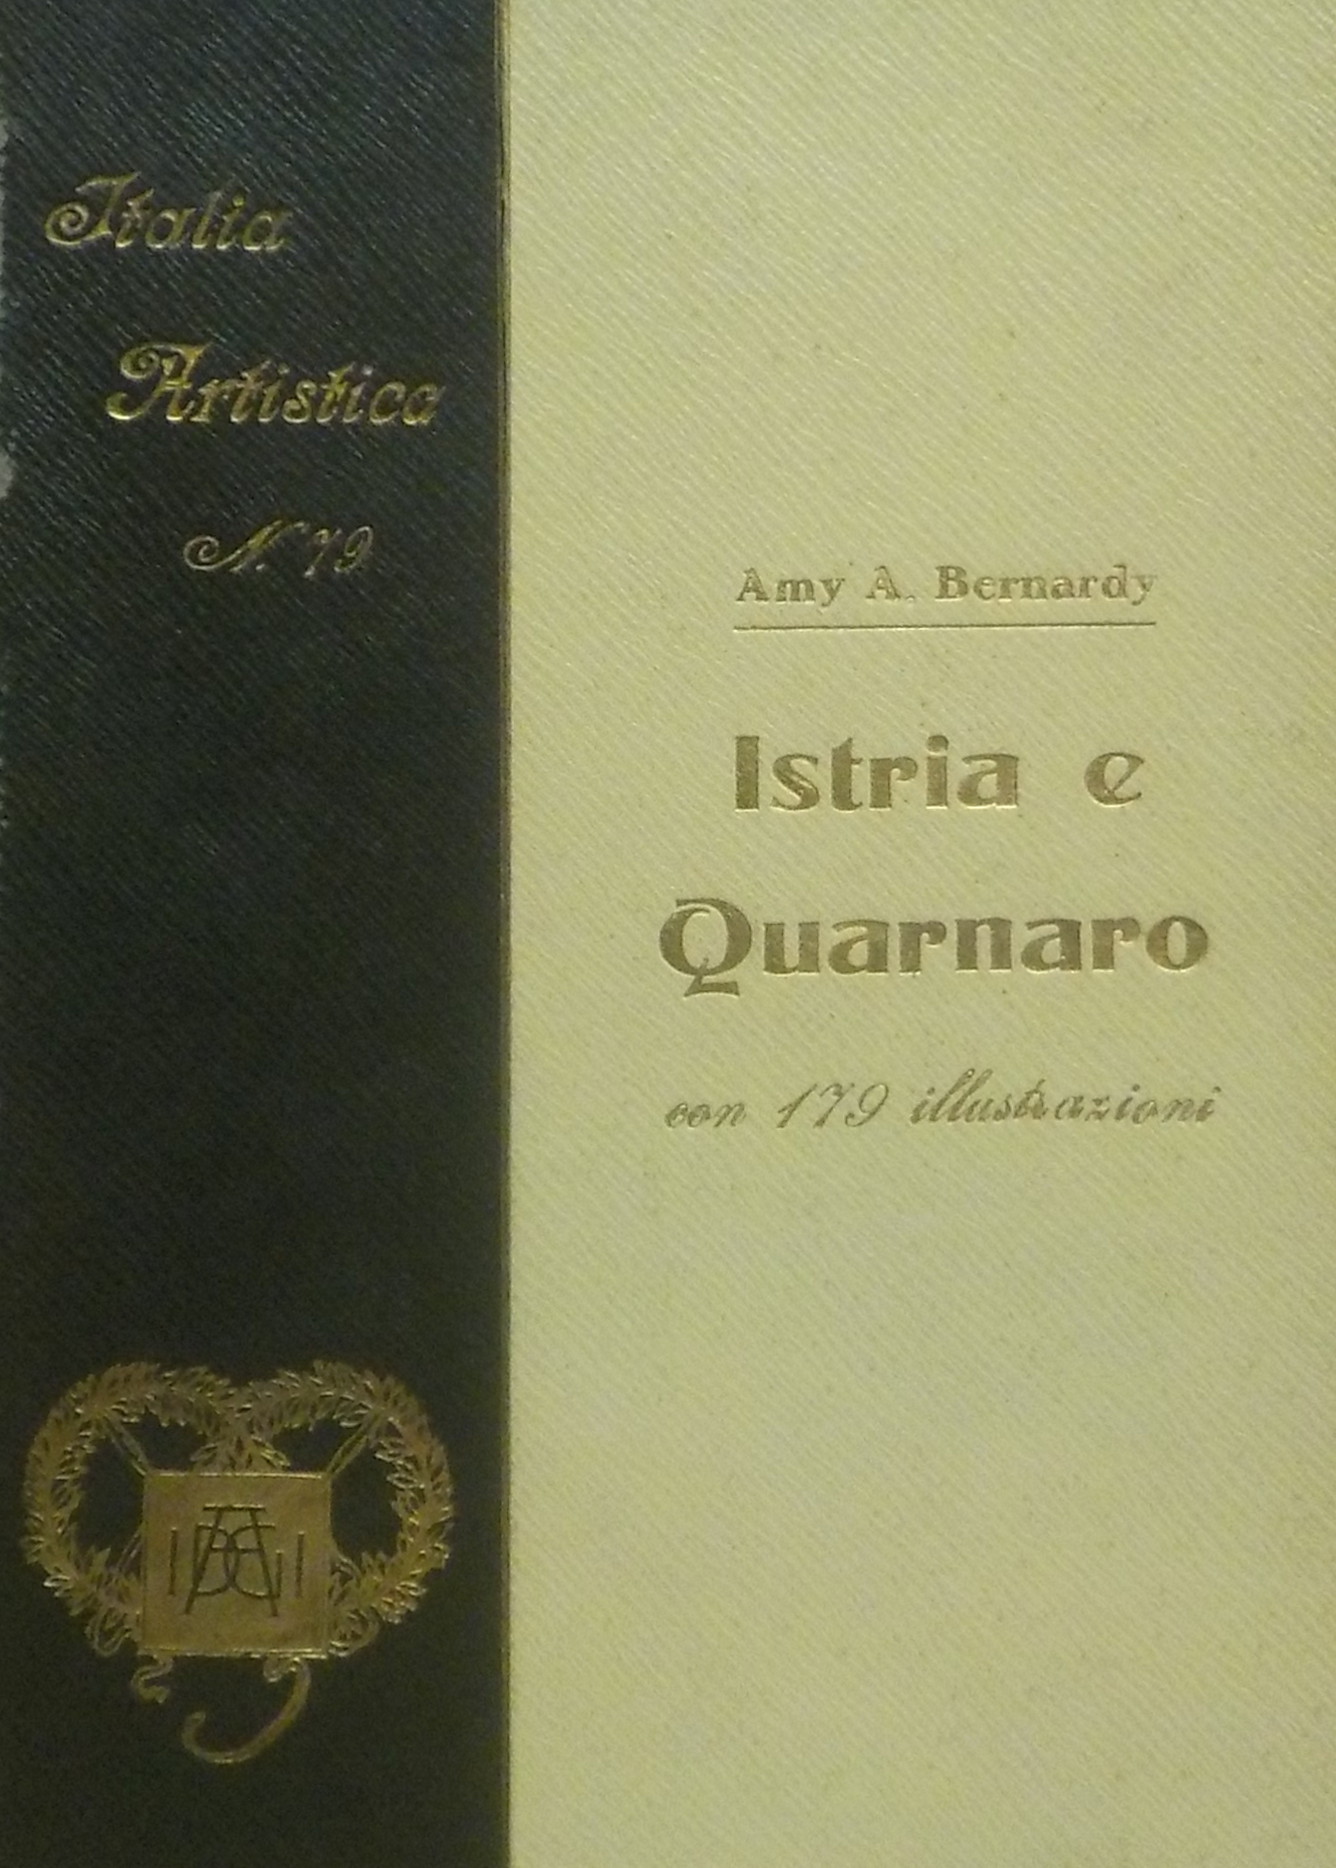 Italia
Artistica
N. 79
Amy A. Bernardy
Istria e
Quarnaro
con 179 illustrazioni